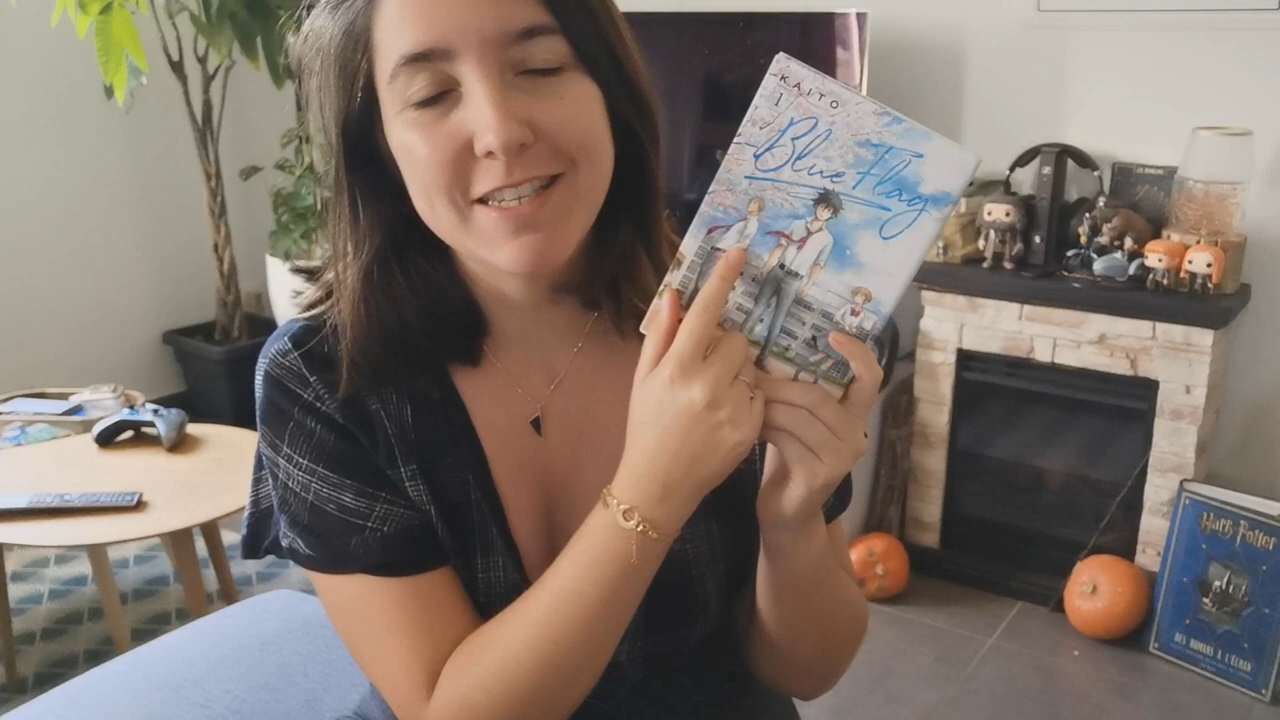 KAITO
1
Blue Flag
Harry Potter
DES ROMANS À L'ÉCRAN